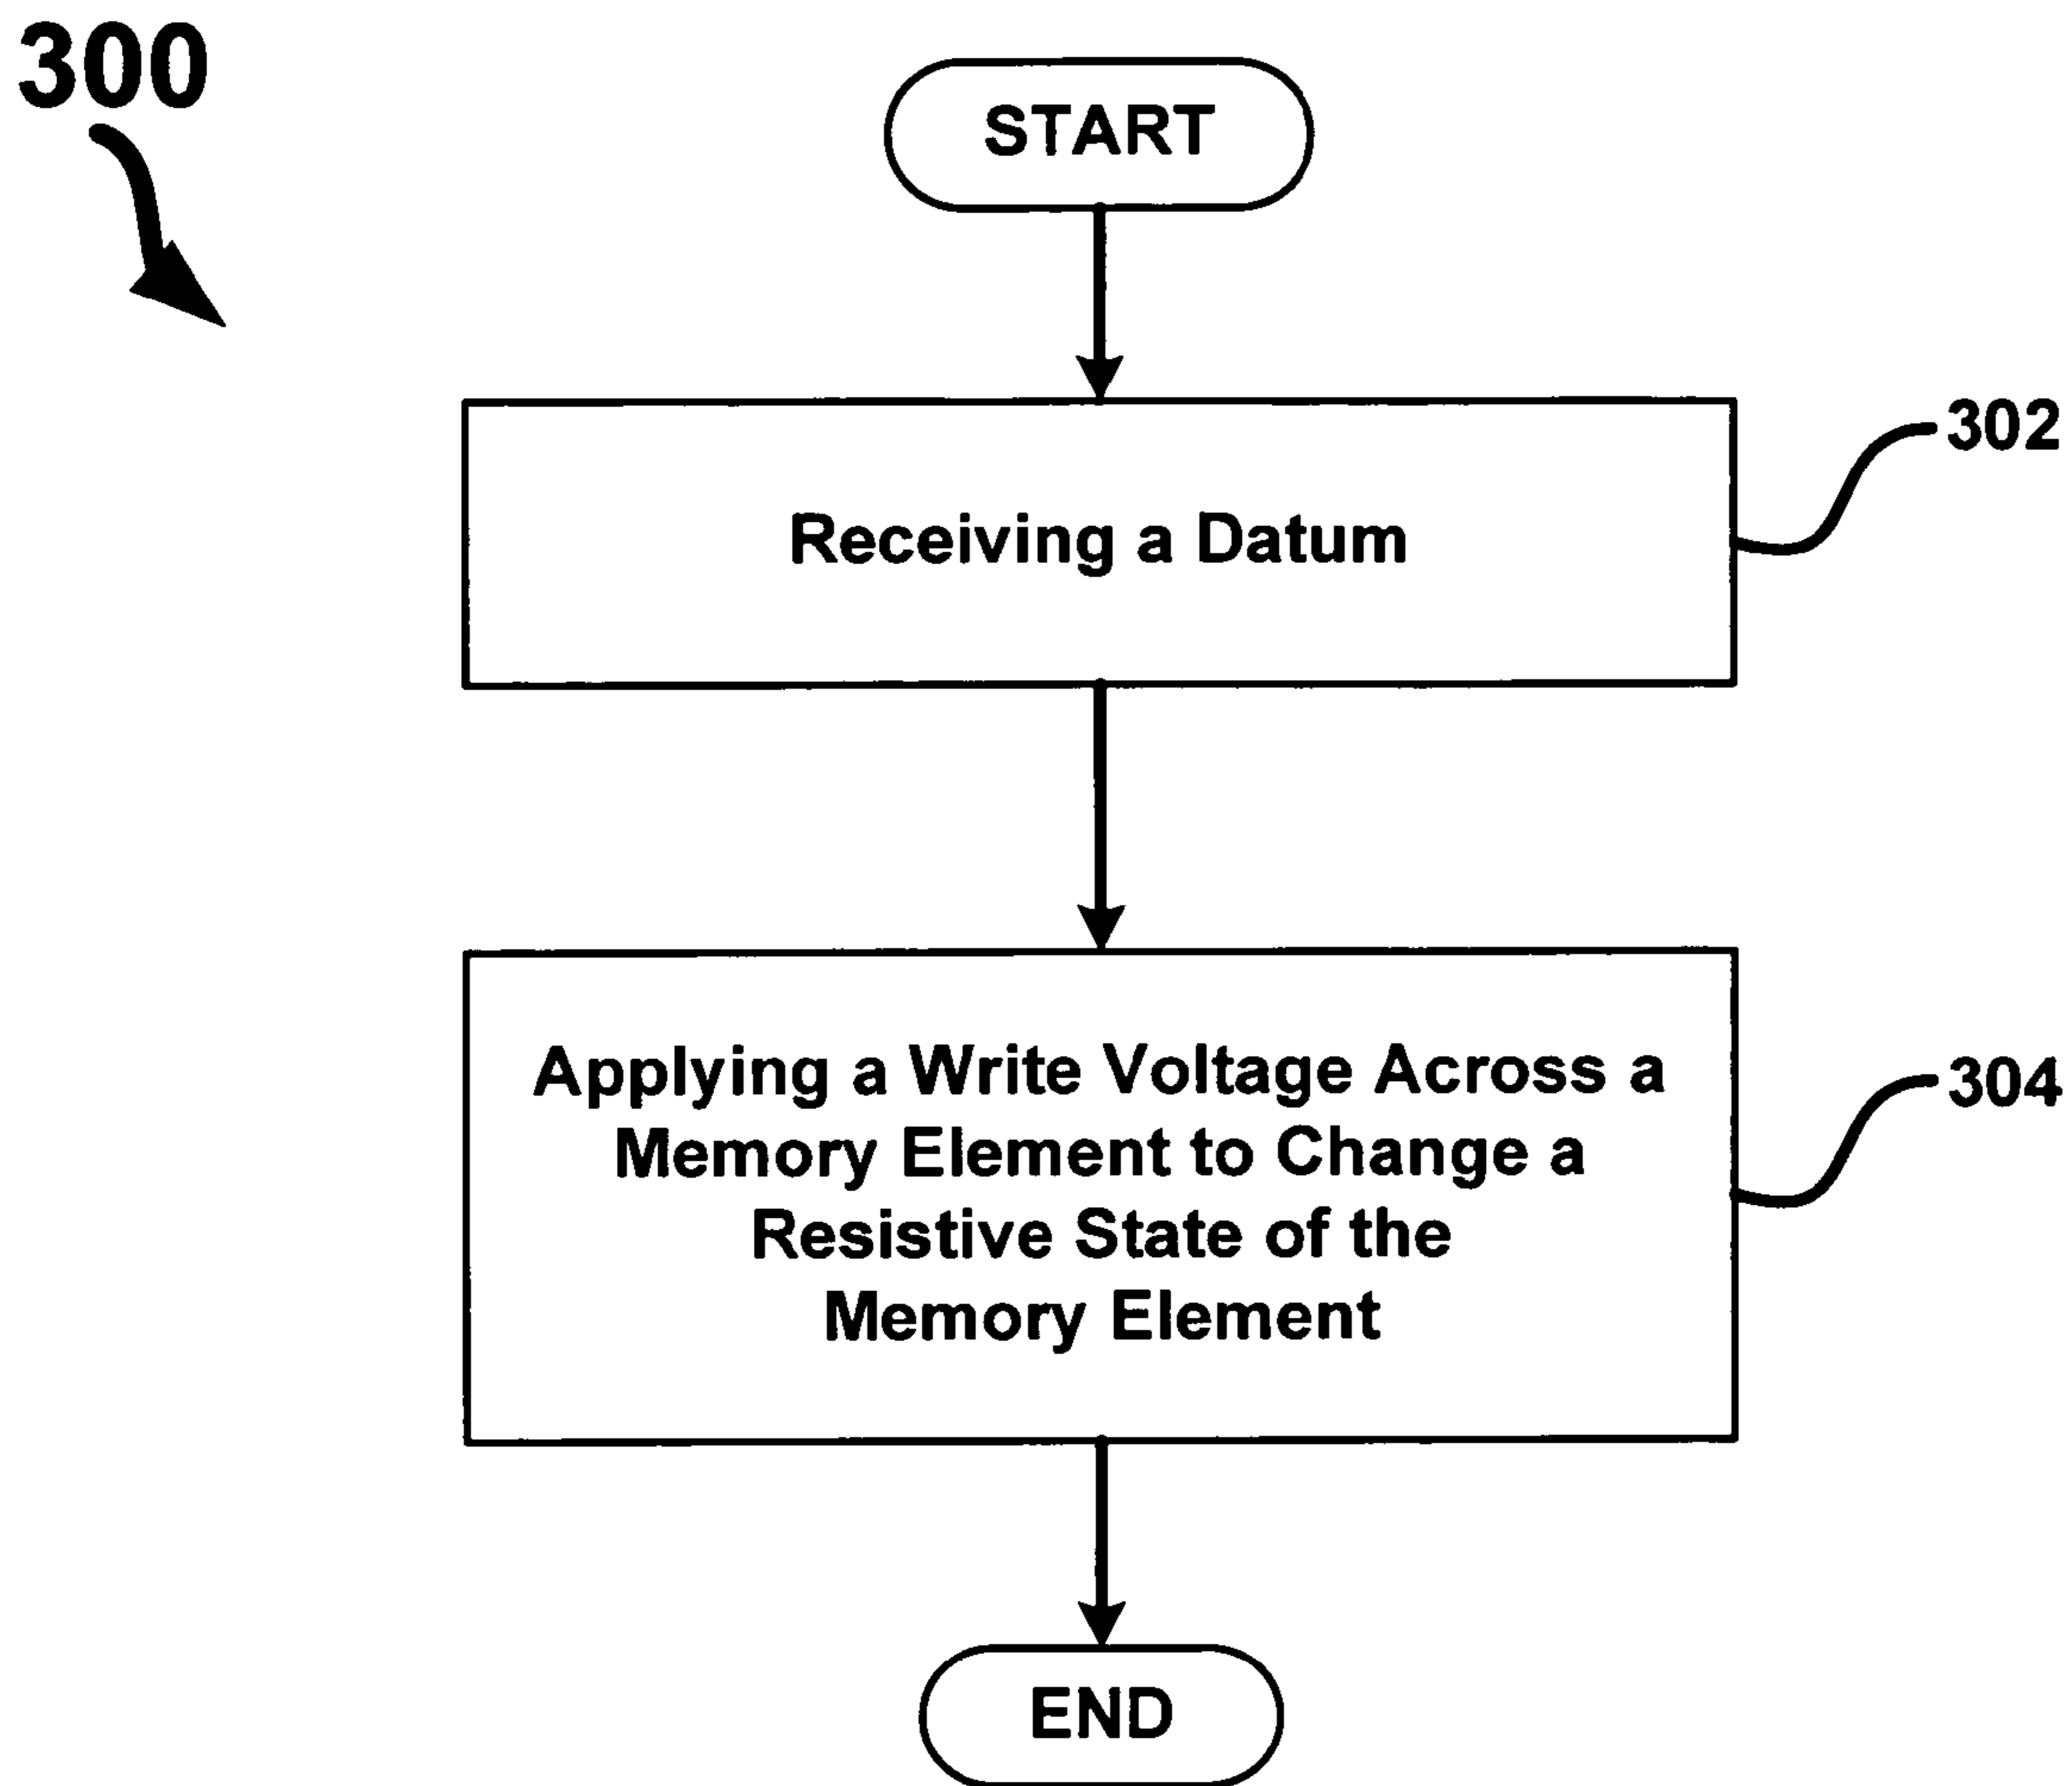 300
START
Receiving a Datum
302
Applying a Write Voltage Across a
Memory Element to Change a
Resistive State of the
Memory Element
304
END